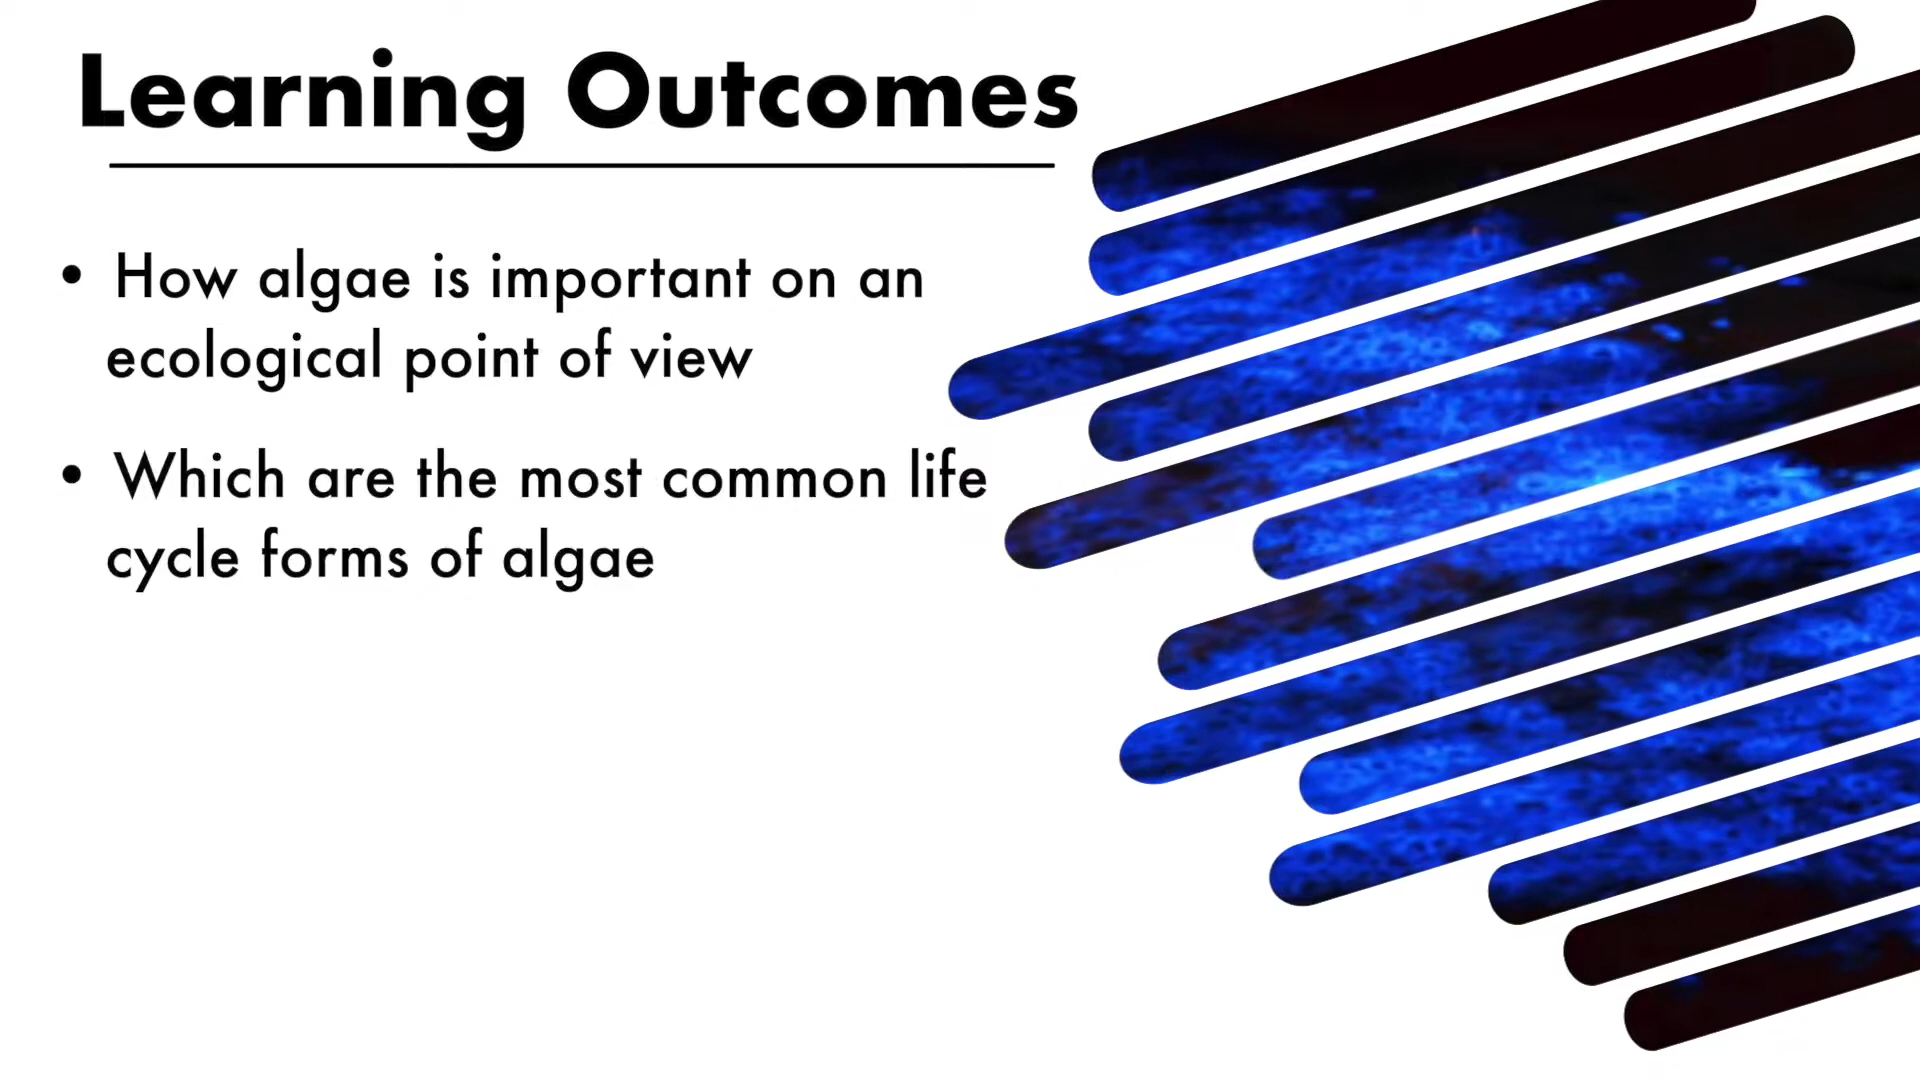 Learning Outcomes
• How algae is important on an
ecological point of view
• Which are the most common life
cycle forms of algae